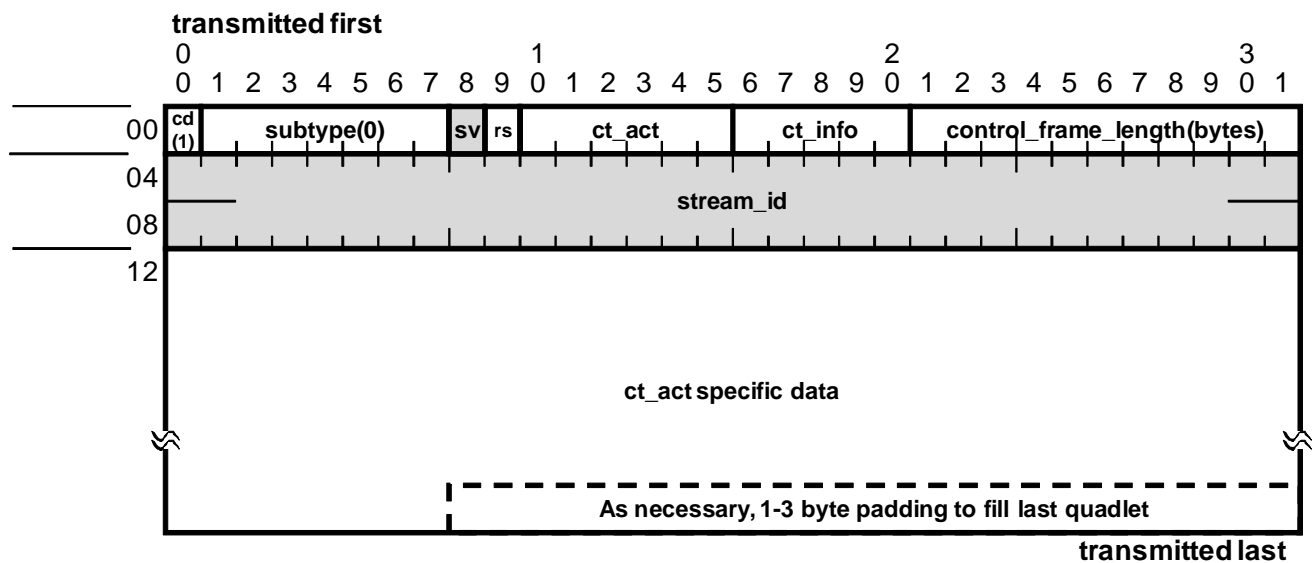 transmitted first
0 1 2 3
0 1 2 3 4 5 6 7 8 9 0 1 2 3 4 5 6 7 8 9 0 1 2 3 4 5 6 7 8 9 0 1
00 cd (1) subtype(0) sv rs ct_act ct_info control_frame_length(bytes)
04
stream_id
08
12
ct_act specific data
As necessary, 1-3 byte padding to fill last quadlet
transmitted last